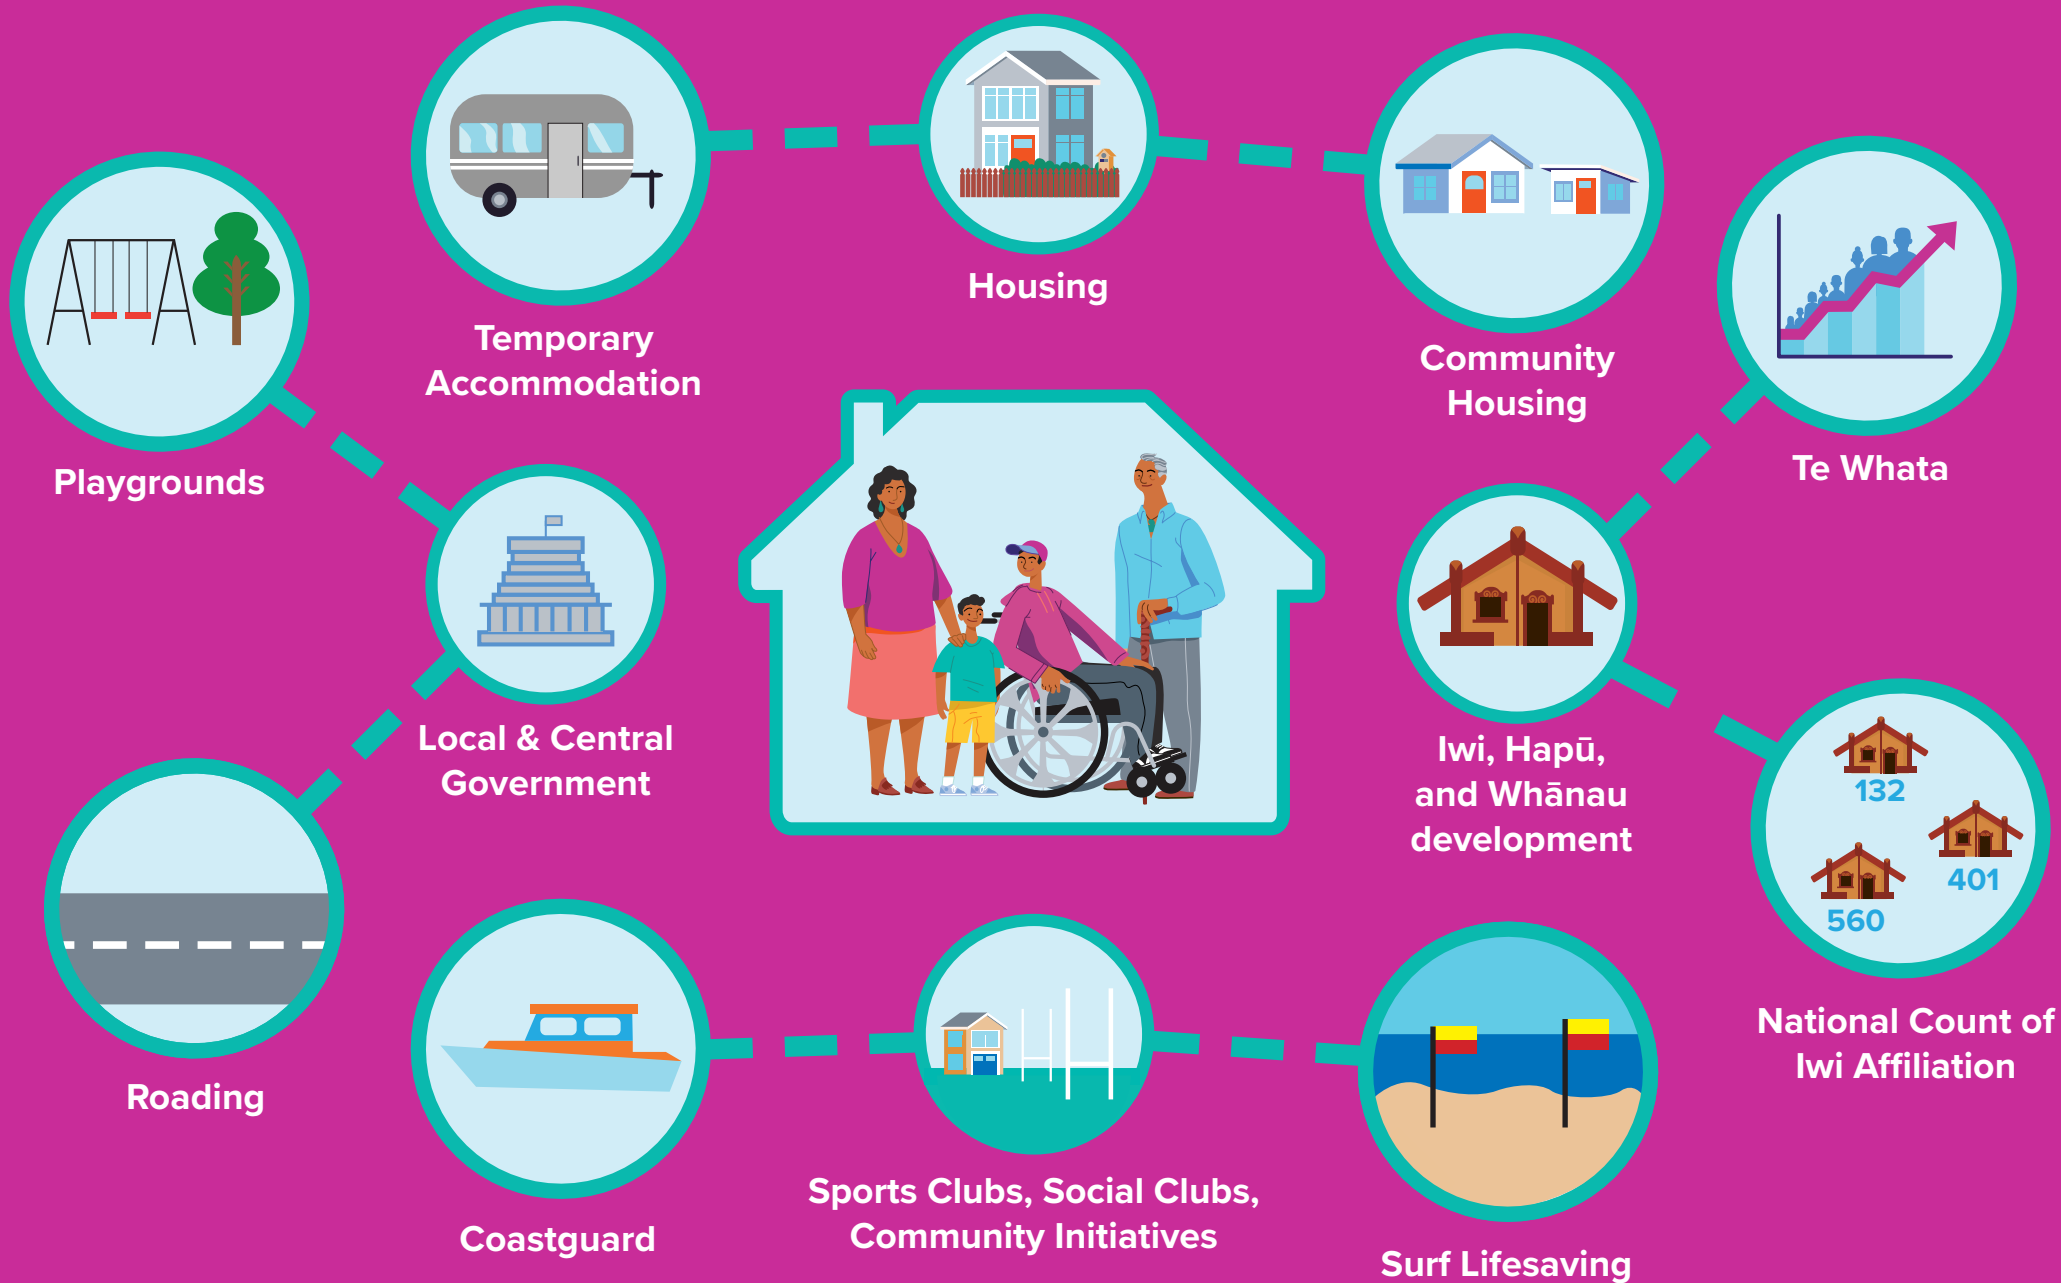 Housing
Temporary
Accommodation
Community
Housing
Playgrounds
Te Whata
Local & Central
Government
Iwi, Hapū,
and Whānau
development
132
401
560
National Count of
Iwi Affiliation
Roading
Coastguard
Sports Clubs, Social Clubs,
Community Initiatives
Surf Lifesaving